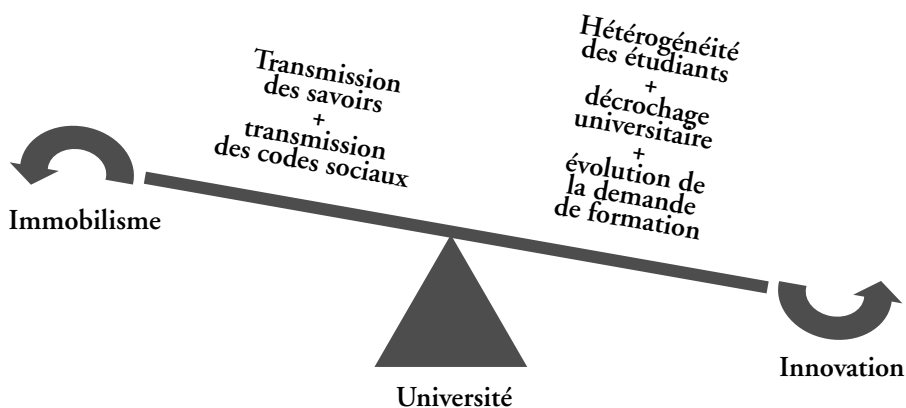 Transmission
des savoirs
+
transmission
des codes sociaux
Hétérogénéité
des étudiants
+
décrochage
universitaire
+
évolution de
la demande
de formation
Immobilisme
Innovation
Université